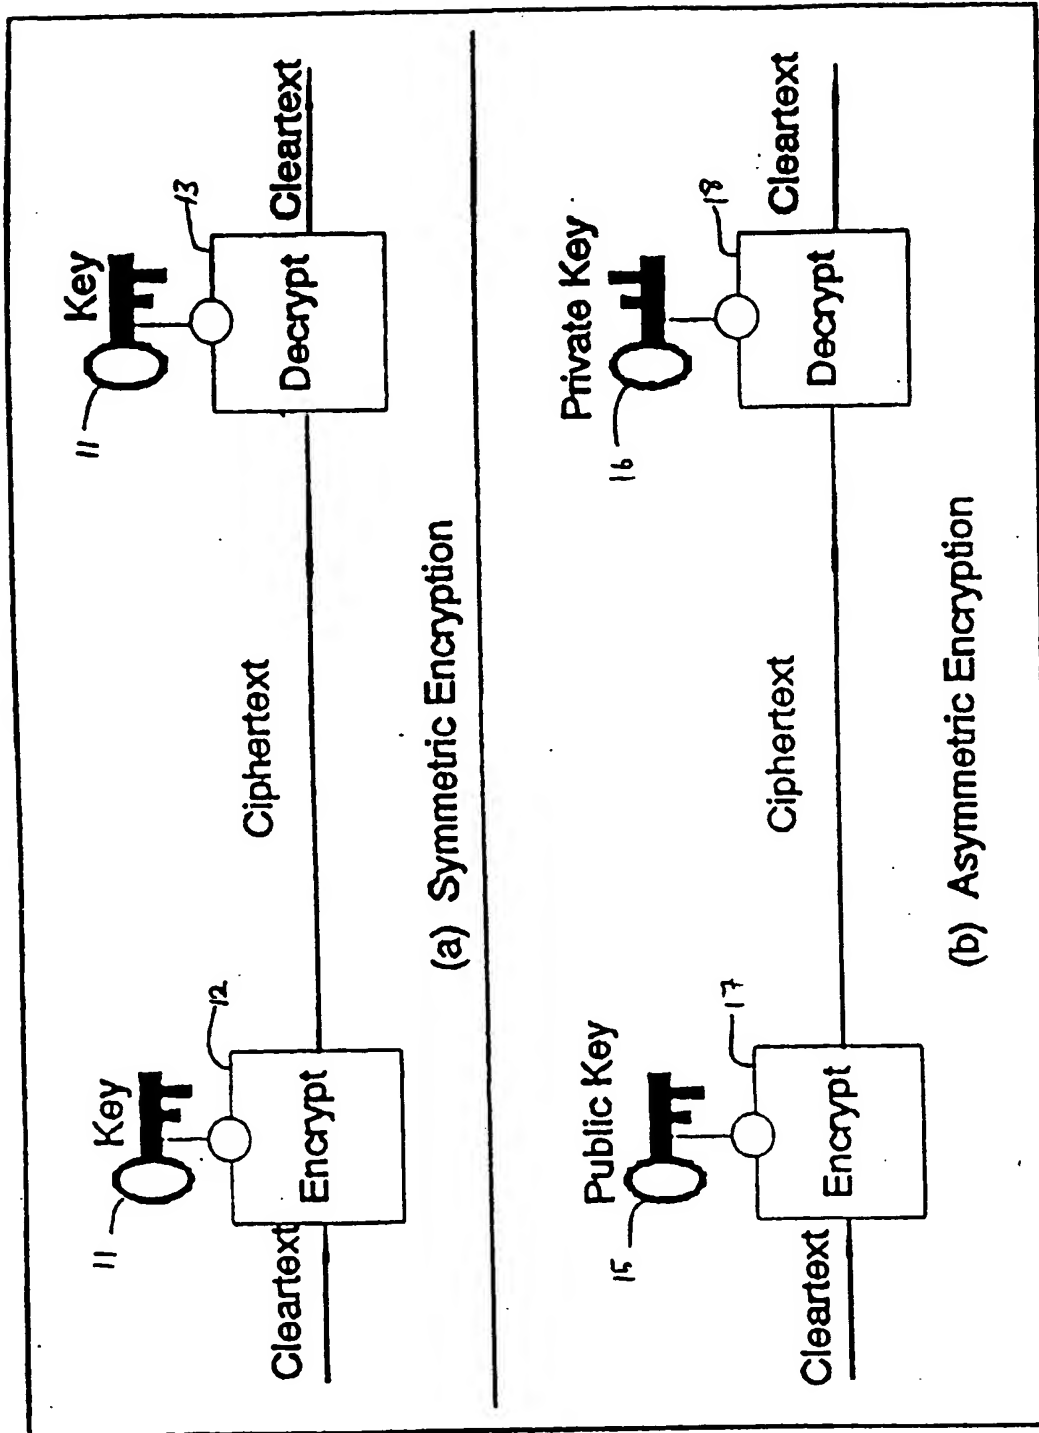 Key
Key
11
12
11
13
Cleartext
Encrypt
Ciphertext
Decrypt
Cleartext
(a) Symmetric Encryption
Public Key
Private Key
15
17
16
18
Cleartext
Encrypt
Ciphertext
Decrypt
Cleartext
(b) Asymmetric Encryption